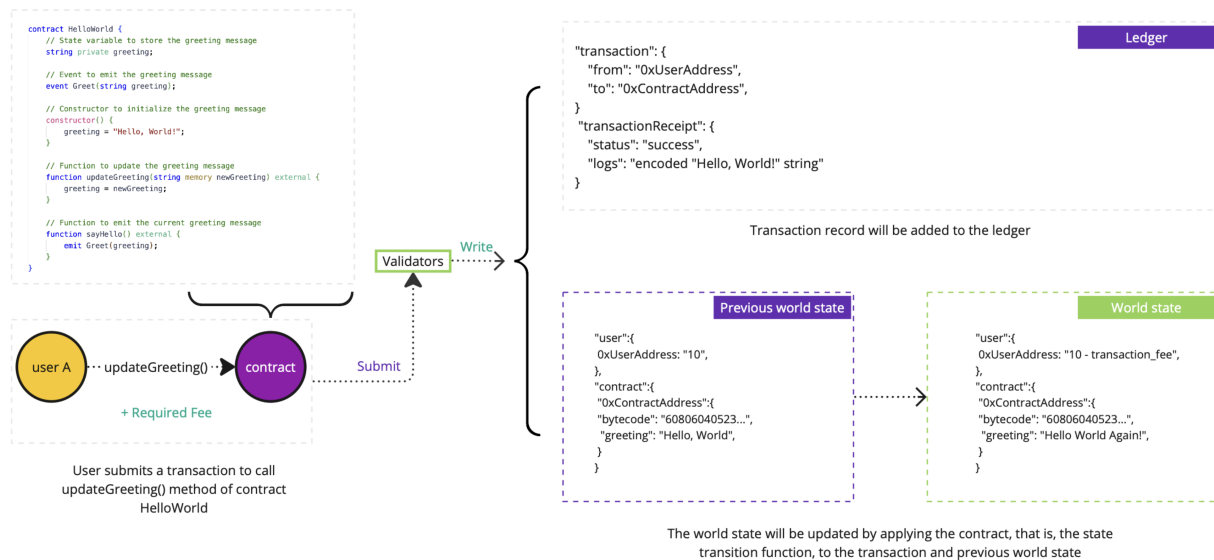 contract HelloWorld {
// State variable to store the greeting message
string private greeting;
// Event to emit the greeting message
event Greet(string greeting);
// Constructor to initialize the greeting message
constructor() {
greeting = "Hello, World!";
}
// Function to update the greeting message
function updateGreeting(string memory newGreeting) external {
greeting = newGreeting;
}
// Function to emit the current greeting message
function sayHello() external {
emit Greet(greeting);
}
}
user A
updateGreeting()
contract
+ Required Fee
User submits a transaction to call
updateGreeting() method of contract
HelloWorld
Submit
Validators
Write
Ledger
"transaction": {
"from": "0xUserAddress",
"to": "0xContractAddress",
}
"transactionReceipt": {
"status": "success",
"logs": "encoded "Hello, World!" string"
}
Transaction record will be added to the ledger
Previous world state
"user":{
0xUserAddress: "10",
},
"contract":{
"0xContractAddress":{
"bytecode": "60806040523...",
"greeting": "Hello, World",
}
}
World state
"user":{
0xUserAddress: "10 - transaction_fee",
},
"contract":{
"0xContractAddress":{
"bytecode": "60806040523...",
"greeting": "Hello World Again!",
}
}
The world state will be updated by applying the contract, that is, the state
transition function, to the transaction and previous world state